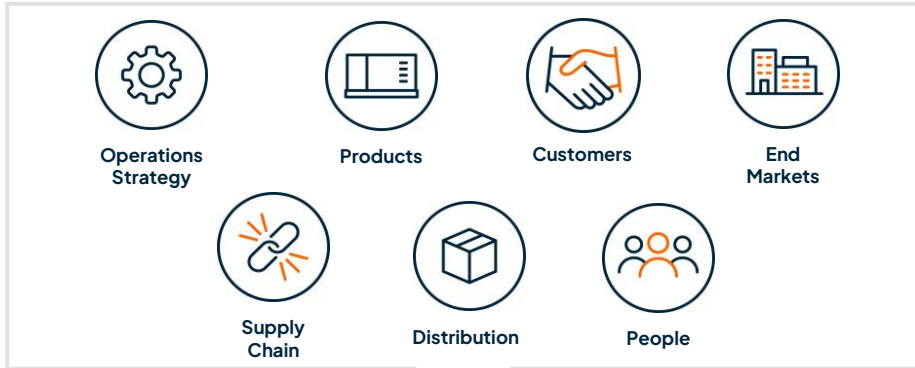 Operations
Strategy
Products
Customers
End
Markets
Supply
Chain
Distribution
People